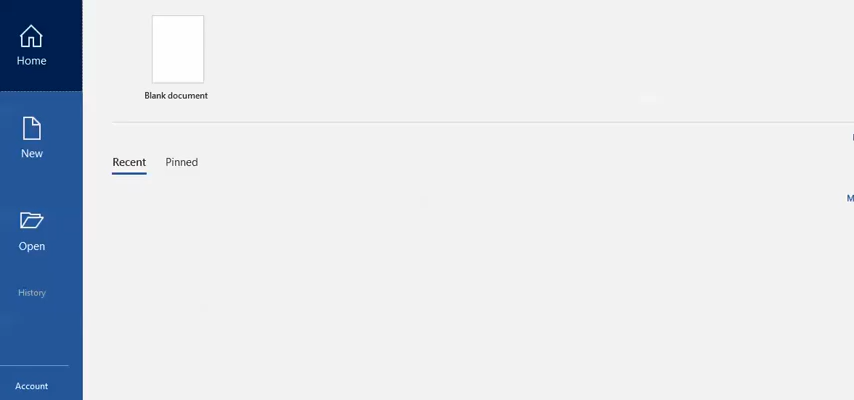 Home
New
Open
History
Account
Blank document
Recent Pinned